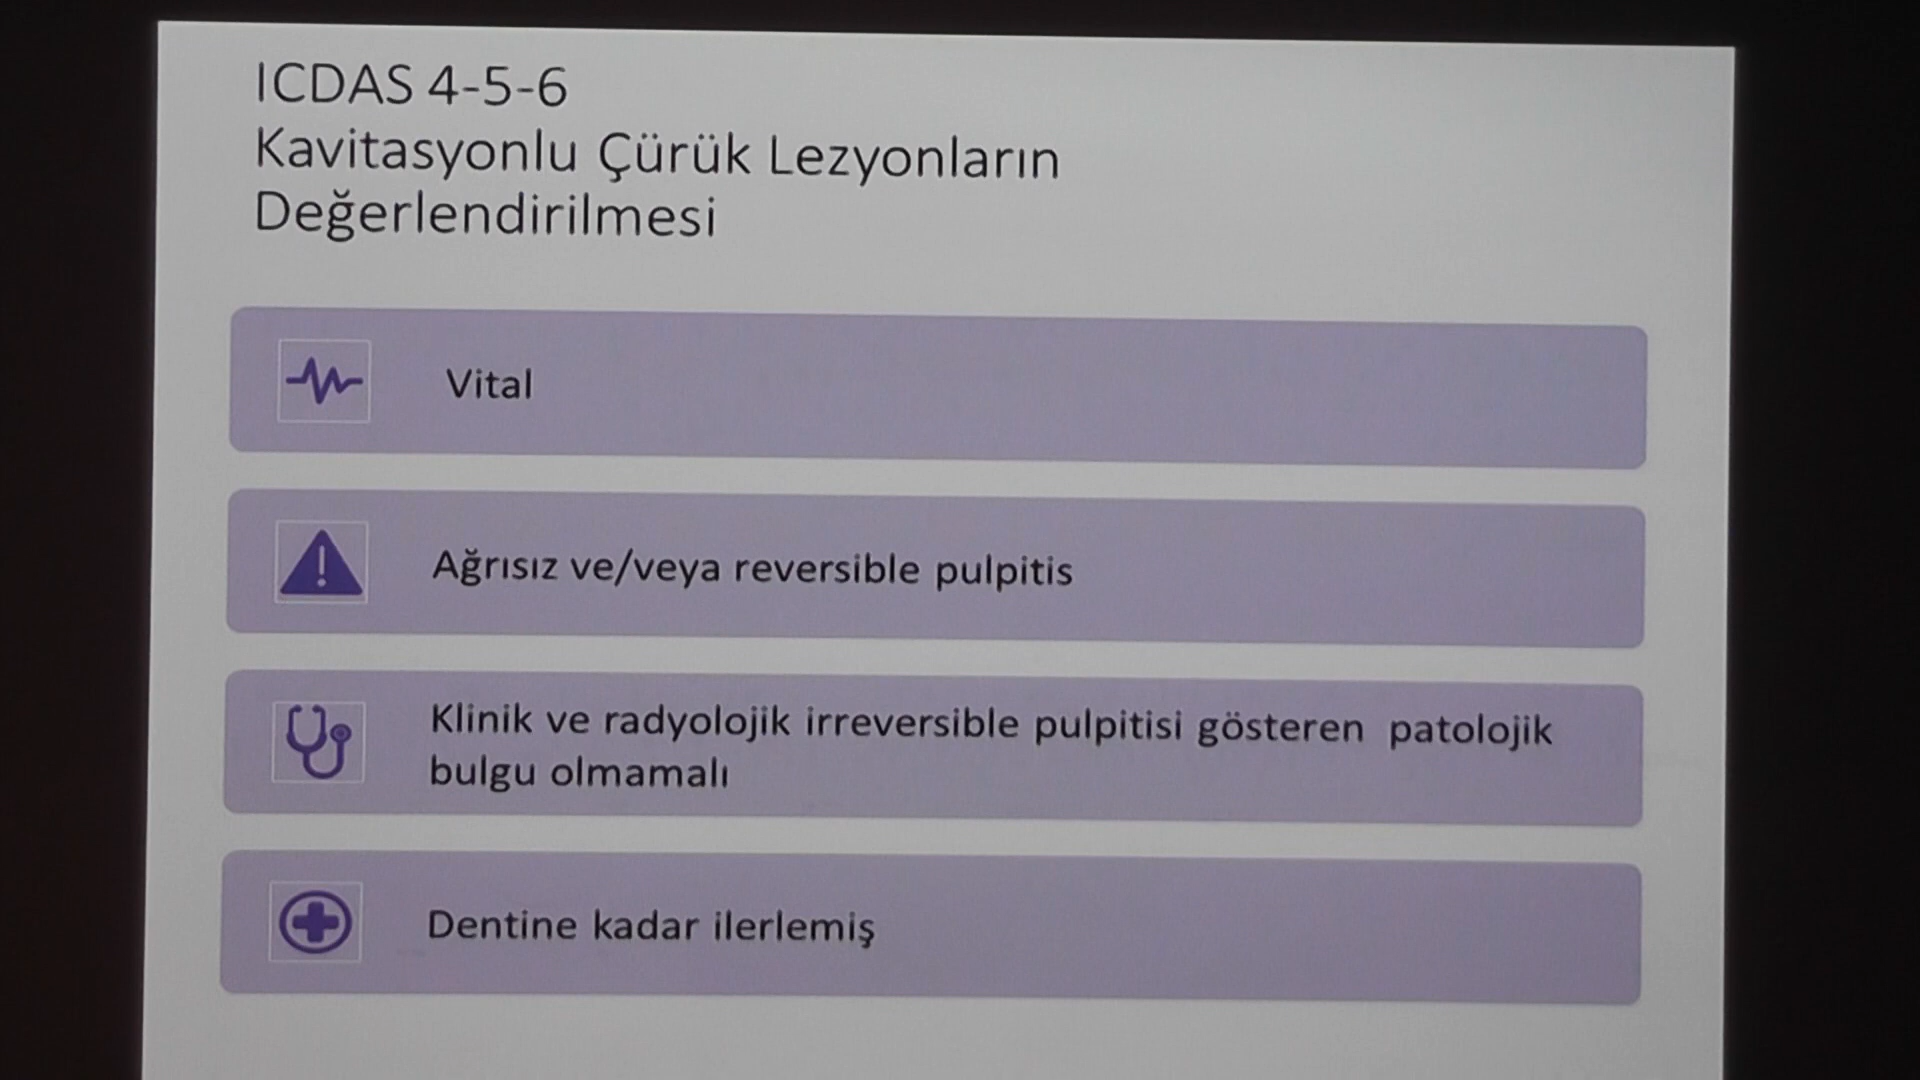 ICDAS 4-5-6
Kavitasyonlu Çürük Lezyonların
Değerlendirilmesi
Vital
Ağrısız ve/veya reversible pulpitis
Klinik ve radyolojik irreversible pulpitisi gösteren patolojik
bulgu olmamalı
Dentine kadar ilerlemiş